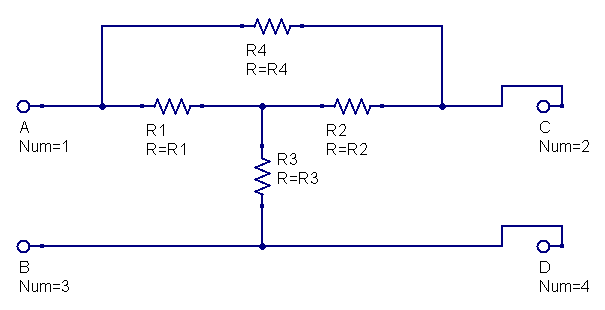 R4
R=R4
A
Num=1
R1
R=R1
R2
R=R2
C
Num=2
R3
R=R3
B
Num=3
D
Num=4